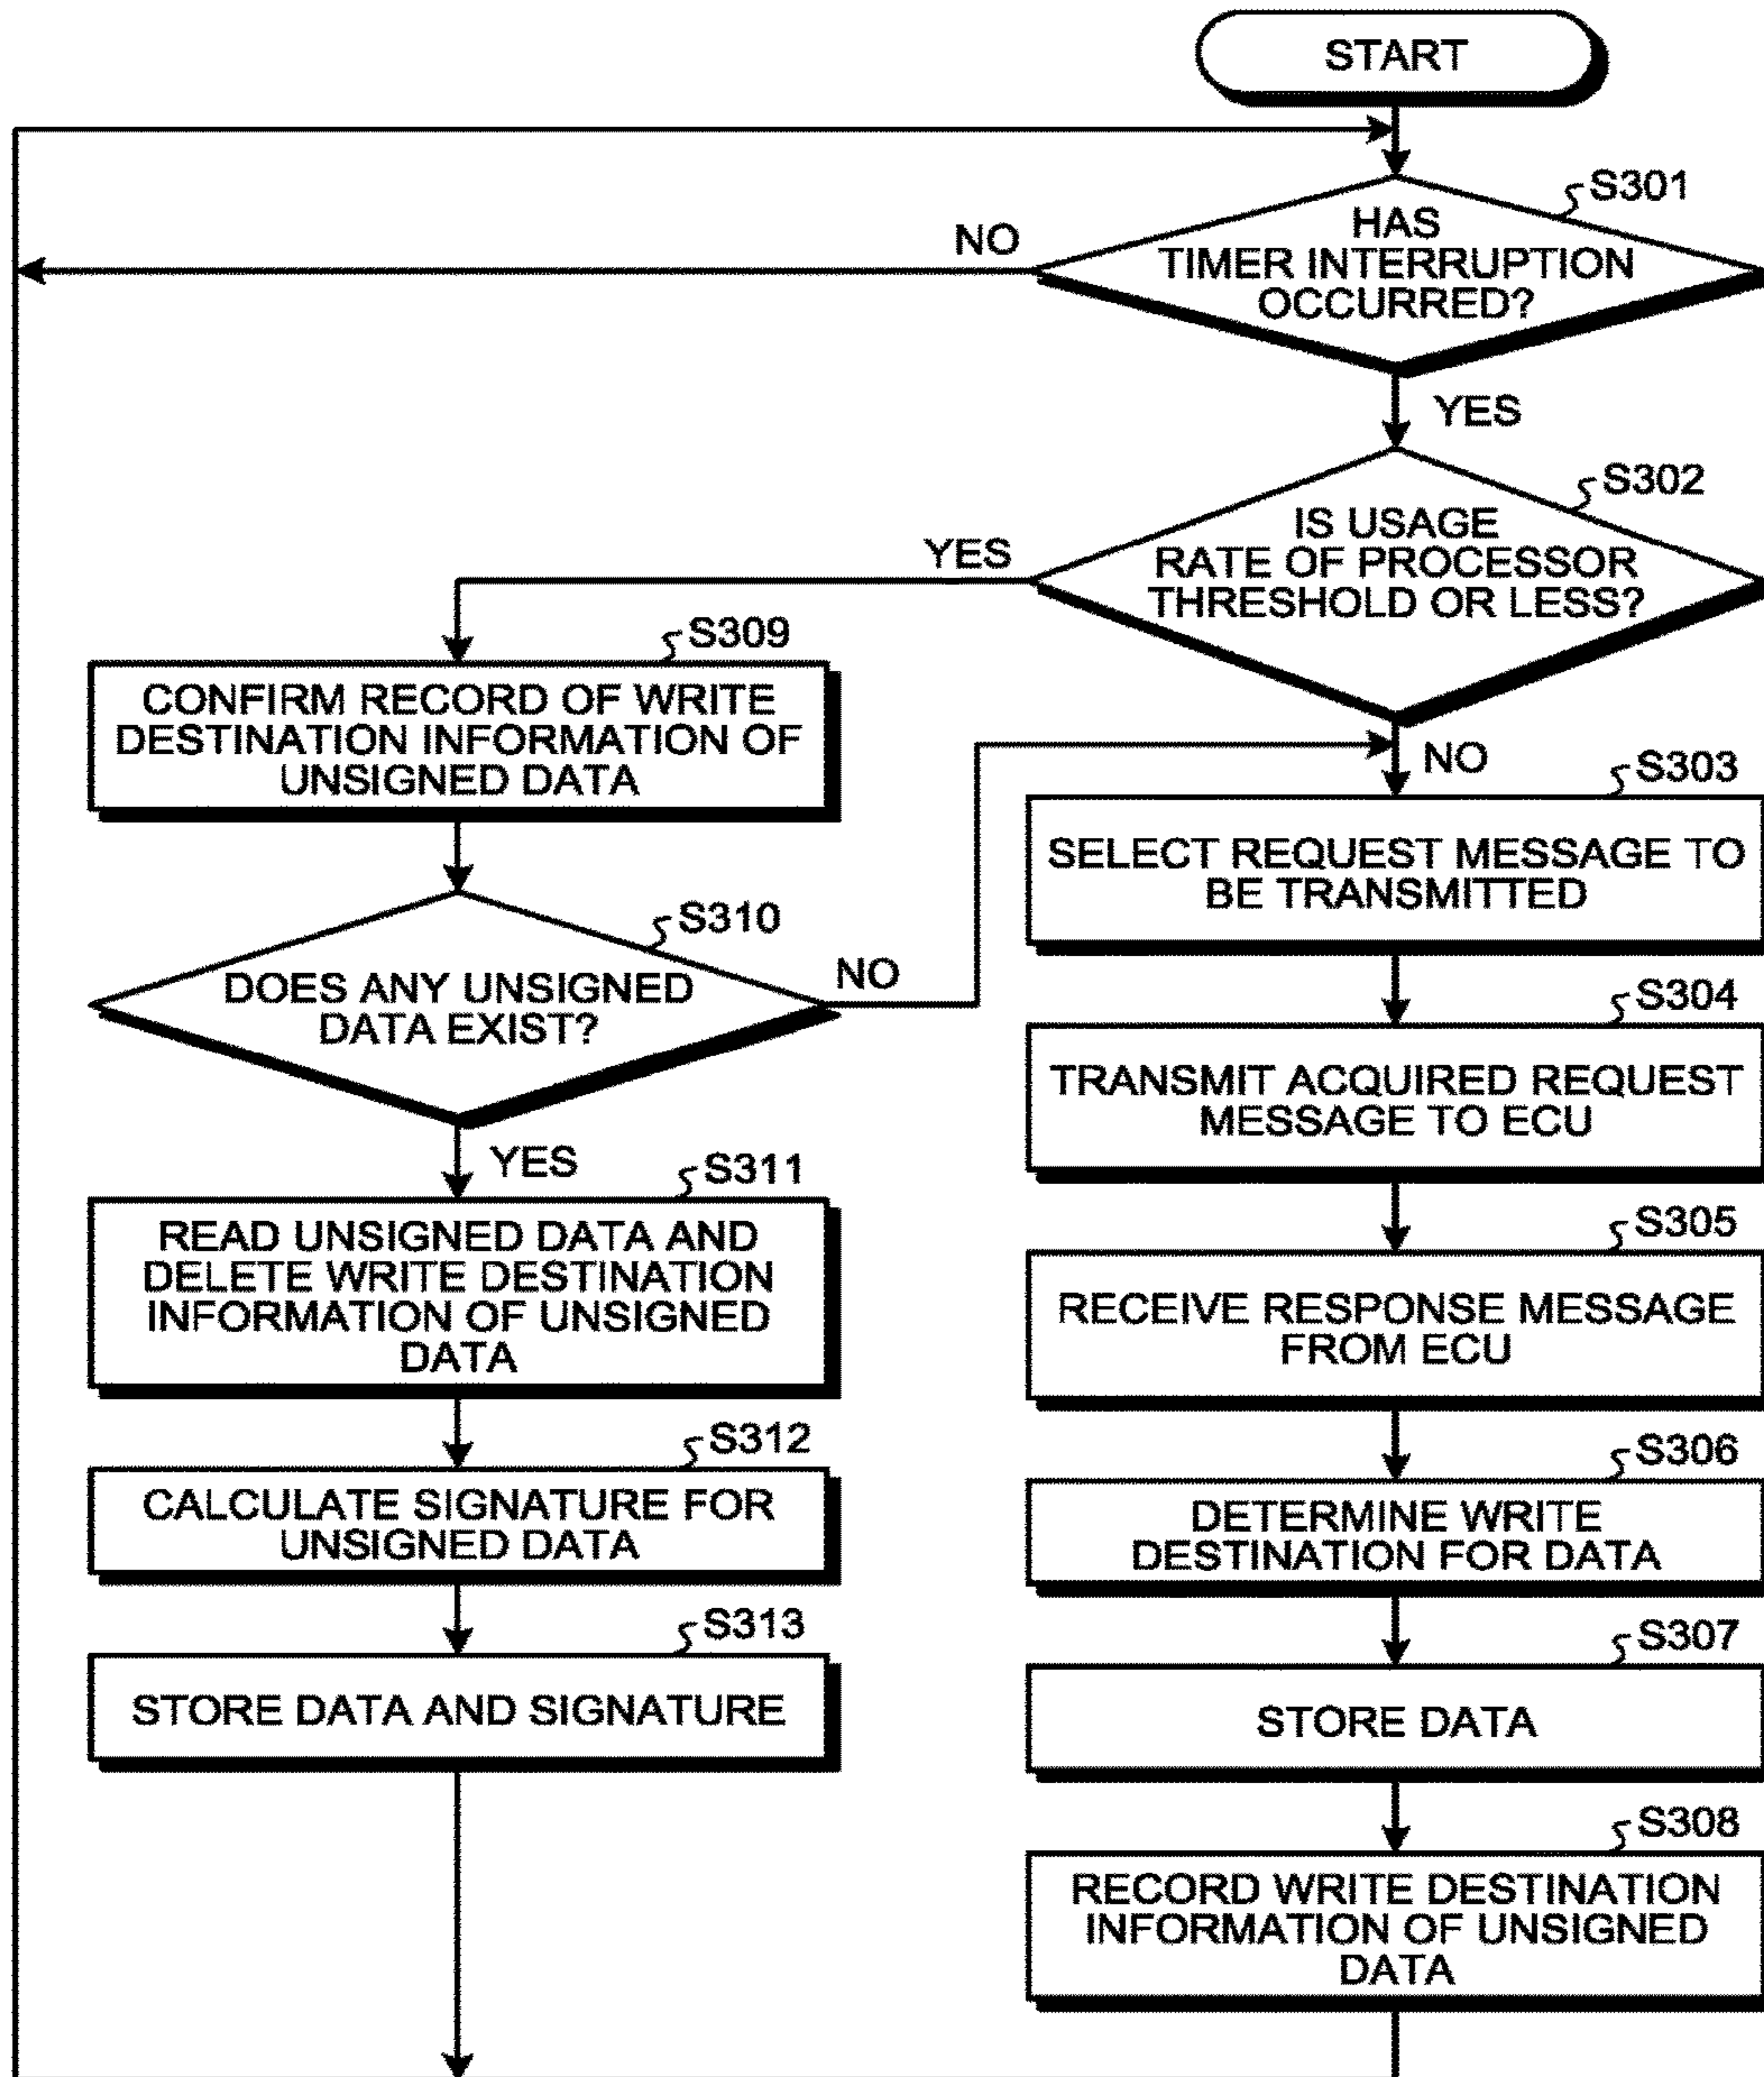 START
S301
HAS
TIMER INTERRUPTION
OCCURRED?
NO
YES
S302
IS USAGE
RATE OF PROCESSOR
THRESHOLD OR LESS?
YES
NO
S309
CONFIRM RECORD OF WRITE
DESTINATION INFORMATION OF
UNSIGNED DATA
S310
DOES ANY UNSIGNED
DATA EXIST?
NO
YES
S311
READ UNSIGNED DATA AND
DELETE WRITE DESTINATION
INFORMATION OF UNSIGNED
DATA
S312
CALCULATE SIGNATURE FOR
UNSIGNED DATA
S313
STORE DATA AND SIGNATURE
S303
SELECT REQUEST MESSAGE TO
BE TRANSMITTED
S304
TRANSMIT ACQUIRED REQUEST
MESSAGE TO ECU
S305
RECEIVE RESPONSE MESSAGE
FROM ECU
S306
DETERMINE WRITE
DESTINATION FOR DATA
S307
STORE DATA
S308
RECORD WRITE DESTINATION
INFORMATION OF UNSIGNED
DATA